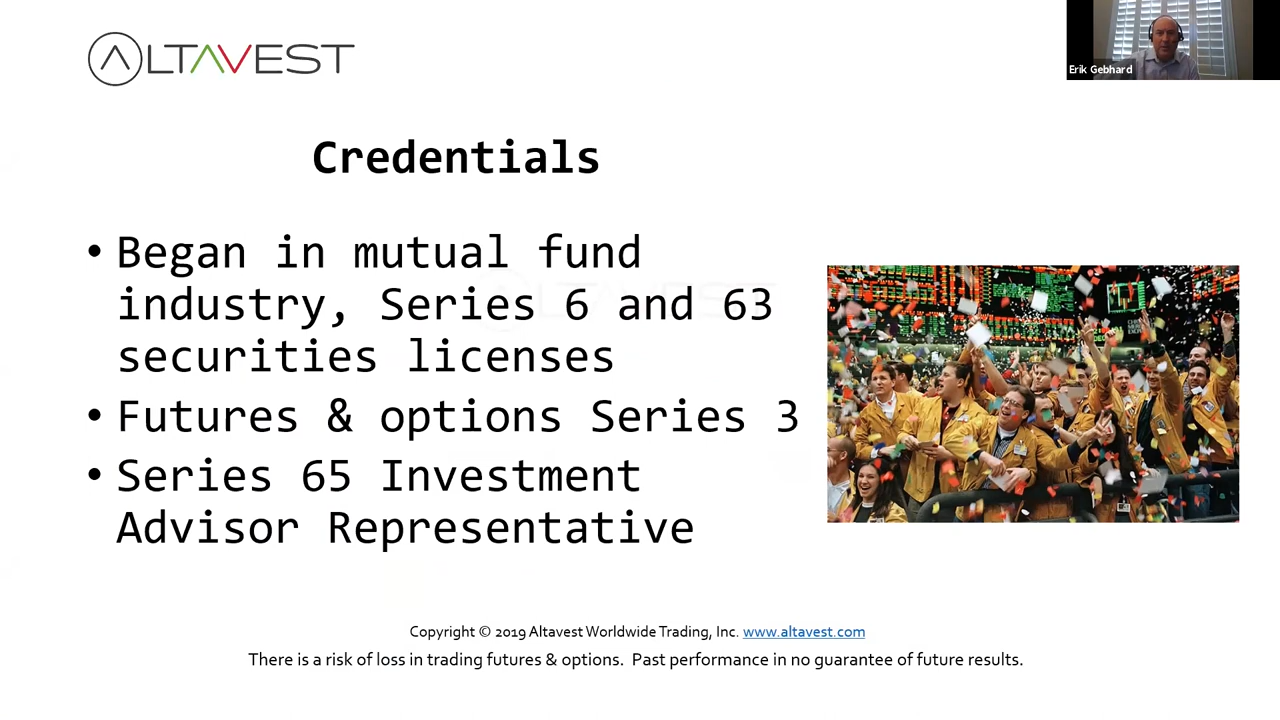 ALTAVEST
Erik Gebhard
Credentials
• Began in mutual fund
industry, Series 6 and 63
securities licenses
• Futures & options Series 3
• Series 65 Investment
Advisor Representative
Copyright © 2019 Altavest Worldwide Trading, Inc. www.altavest.com
There is a risk of loss in trading futures & options.  Past performance in no guarantee of future results.